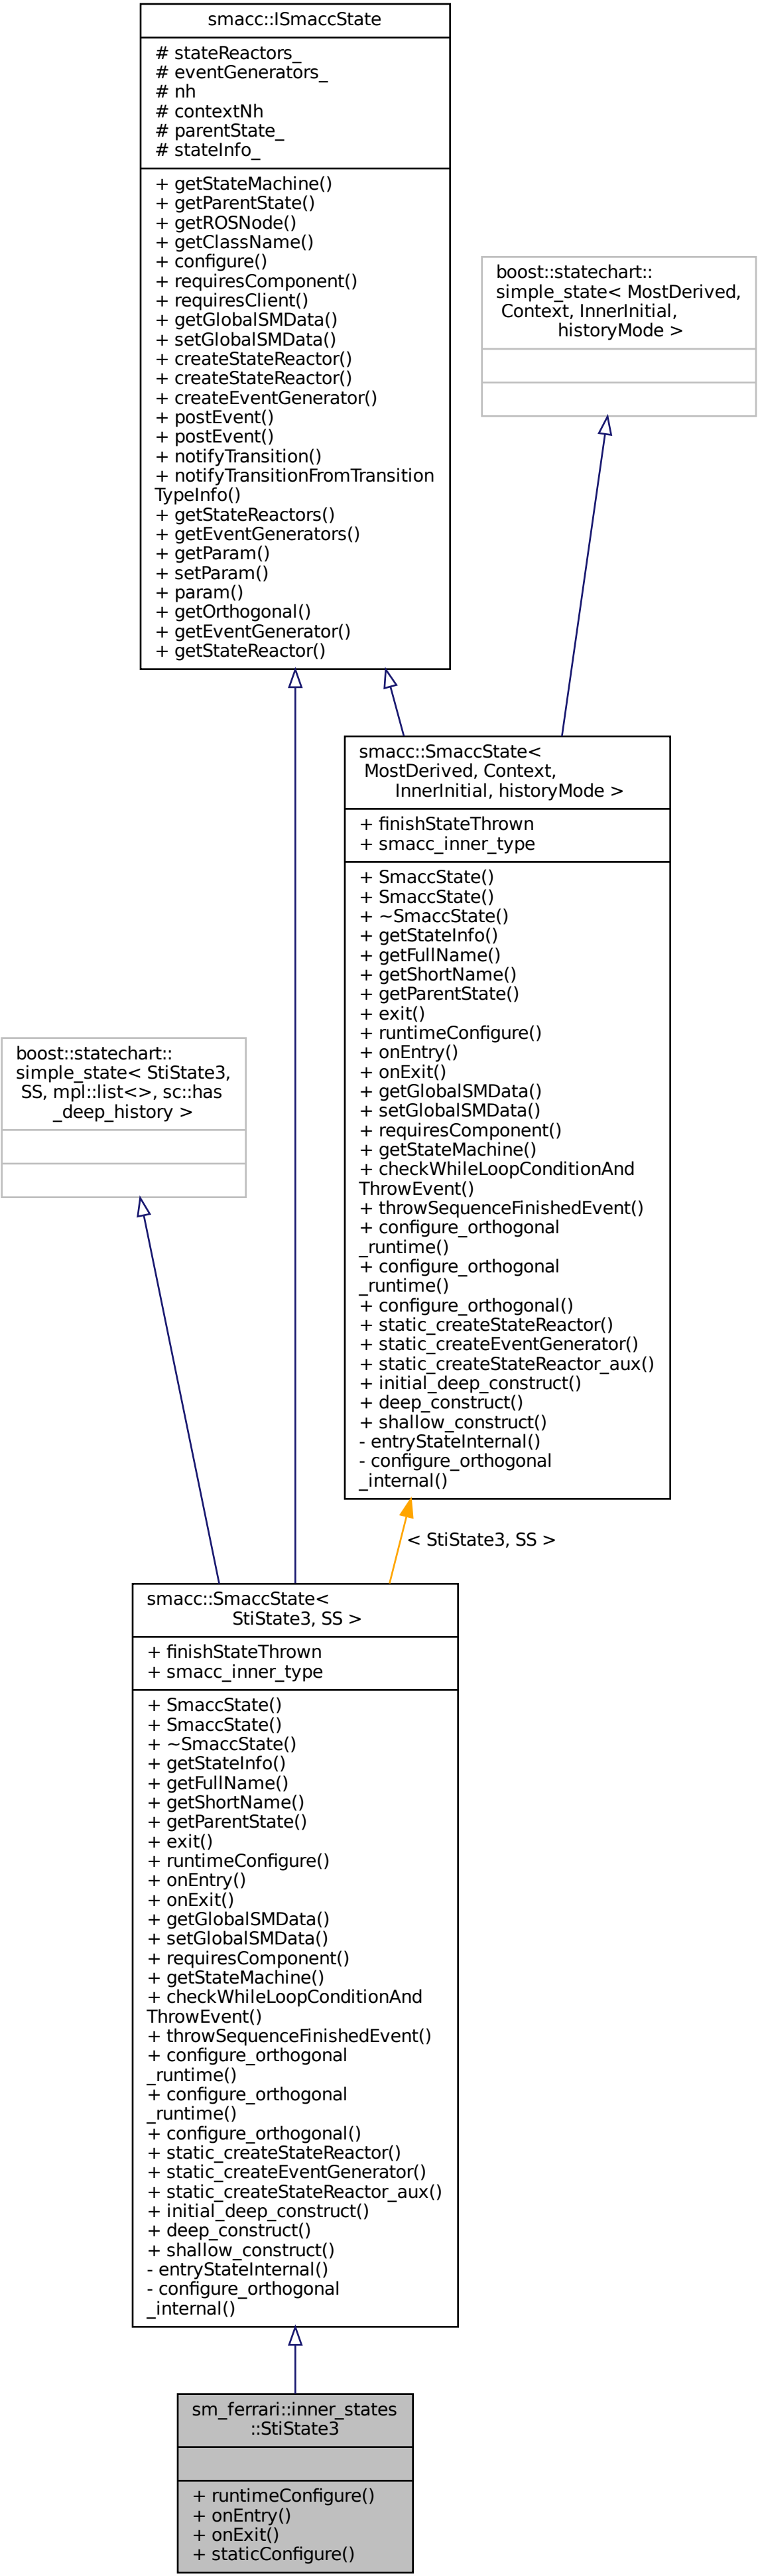 smacc::ISmaccState
# stateReactors_
# eventGenerators_
# nh
# contextNh
# parentState_
# stateInfo_
+ getStateMachine()
+ getParentState()
+ getROSNode()
+ getClassName()
+ configure()
+ requiresComponent()
+ requiresClient()
+ getGlobalSMData()
+ setGlobalSMData()
+ createStateReactor()
+ createStateReactor()
+ createEventGenerator()
+ postEvent()
+ postEvent()
+ notifyTransition()
+ notifyTransitionFromTransition
TypeInfo()
+ getStateReactors()
+ getEventGenerators()
+ getParam()
+ setParam()
+ param()
+ getOrthogonal()
+ getEventGenerator()
+ getStateReactor()
boost::statechart::
simple_state< MostDerived,
Context, InnerInitial,
historyMode >
smacc::SmaccState<
MostDerived, Context,
InnerInitial, historyMode >
+ finishStateThrown
+ smacc_inner_type
+ SmaccState()
+ SmaccState()
+ ~SmaccState()
+ getStateInfo()
+ getFullName()
+ getShortName()
+ getParentState()
+ exit()
+ runtimeConfigure()
+ onEntry()
+ onExit()
+ getGlobalSMData()
+ setGlobalSMData()
+ requiresComponent()
+ getStateMachine()
+ checkWhileLoopConditionAnd
ThrowEvent()
+ throwSequenceFinishedEvent()
+ configure_orthogonal
_runtime()
+ configure_orthogonal
_runtime()
+ configure_orthogonal()
+ static_createStateReactor()
+ static_createEventGenerator()
+ static_createStateReactor_aux()
+ initial_deep_construct()
+ deep_construct()
+ shallow_construct()
- entryStateInternal()
- configure_orthogonal
_internal()
boost::statechart::
simple_state< StiState3,
SS, mpl::list<>, sc::has
_deep_history >
< StiState3, SS >
smacc::SmaccState<
StiState3, SS >
+ finishStateThrown
+ smacc_inner_type
+ SmaccState()
+ SmaccState()
+ ~SmaccState()
+ getStateInfo()
+ getFullName()
+ getShortName()
+ getParentState()
+ exit()
+ runtimeConfigure()
+ onEntry()
+ onExit()
+ getGlobalSMData()
+ setGlobalSMData()
+ requiresComponent()
+ getStateMachine()
+ checkWhileLoopConditionAnd
ThrowEvent()
+ throwSequenceFinishedEvent()
+ configure_orthogonal
_runtime()
+ configure_orthogonal
_runtime()
+ configure_orthogonal()
+ static_createStateReactor()
+ static_createEventGenerator()
+ static_createStateReactor_aux()
+ initial_deep_construct()
+ deep_construct()
+ shallow_construct()
- entryStateInternal()
- configure_orthogonal
_internal()
sm_ferrari::inner_states
::StiState3
+ runtimeConfigure()
+ onEntry()
+ onExit()
+ staticConfigure()